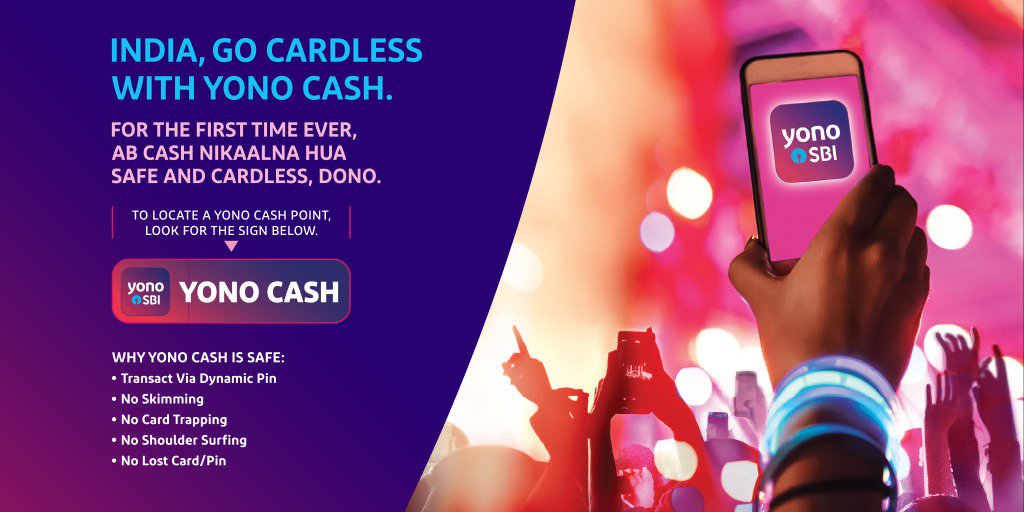 INDIA, GO CARDLESS
WITH YONO CASH.
FOR THE FIRST TIME EVER,
AB CASH NIKAALNA HUA
SAFE AND CARDLESS, DONO.
TO LOCATE A YONO CASH POINT,
LOOK FOR THE SIGN BELOW.
yono
SBI
YONO CASH
WHY YONO CASH IS SAFE:
• Transact Via Dynamic Pin
• No Skimming
• No Card Trapping
• No Shoulder Surfing
• No Lost Card/Pin
yono
SBI